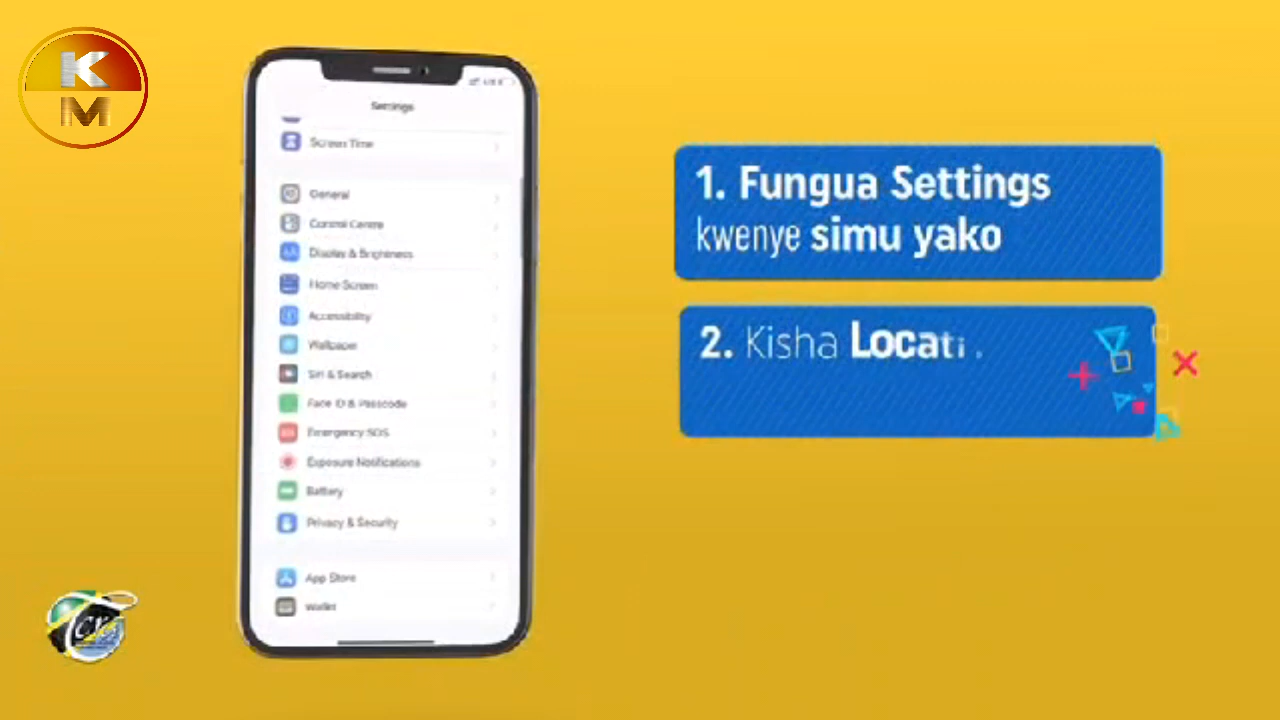 K
M
Settings
Screen Time
General
Control Centre
Display & Brightness
Home Screen
Accessibility
Wallpaper
Siri & Search
Face ID & Passcode
Emergency SOS
Exposure Notifications
Battery
Privacy & Security
App Store
Wallet
1. Fungua Settings
kwenye simu yako
2. Kisha Locati